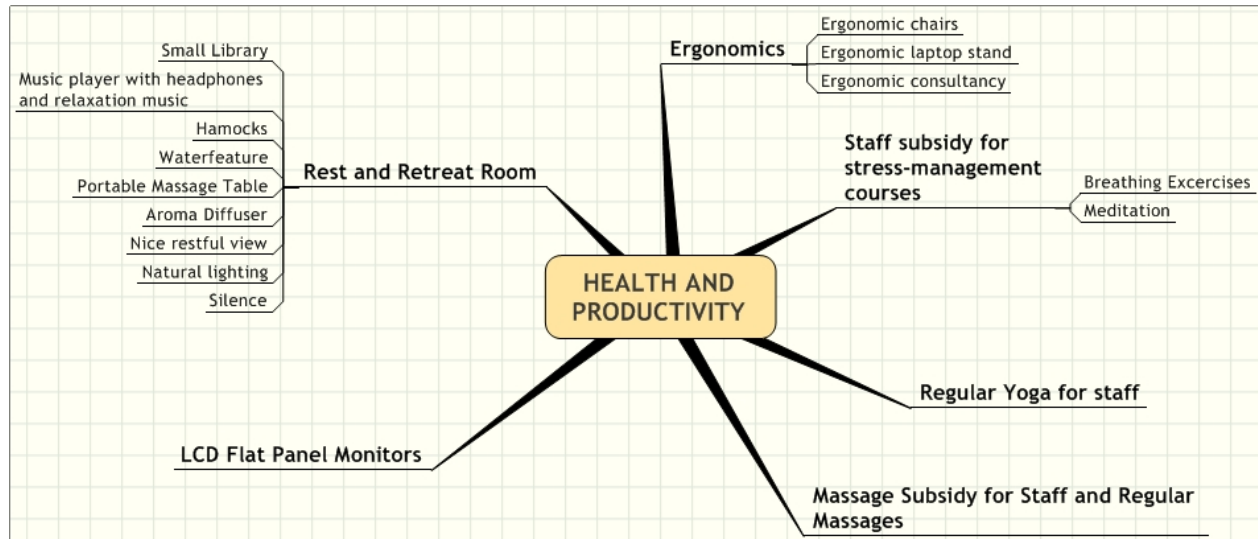 Small Library
Music player with headphones
and relaxation music
Hamocks
Waterfeature
Portable Massage Table
Aroma Diffuser
Nice restful view
Natural lighting
Silence
Rest and Retreat Room
Ergonomics
Ergonomic chairs
Ergonomic laptop stand
Ergonomic consultancy
Staff subsidy for
stress-management
courses
Breathing Excercises
Meditation
HEALTH AND
PRODUCTIVITY
Regular Yoga for staff
LCD Flat Panel Monitors
Massage Subsidy for Staff and Regular
Massages